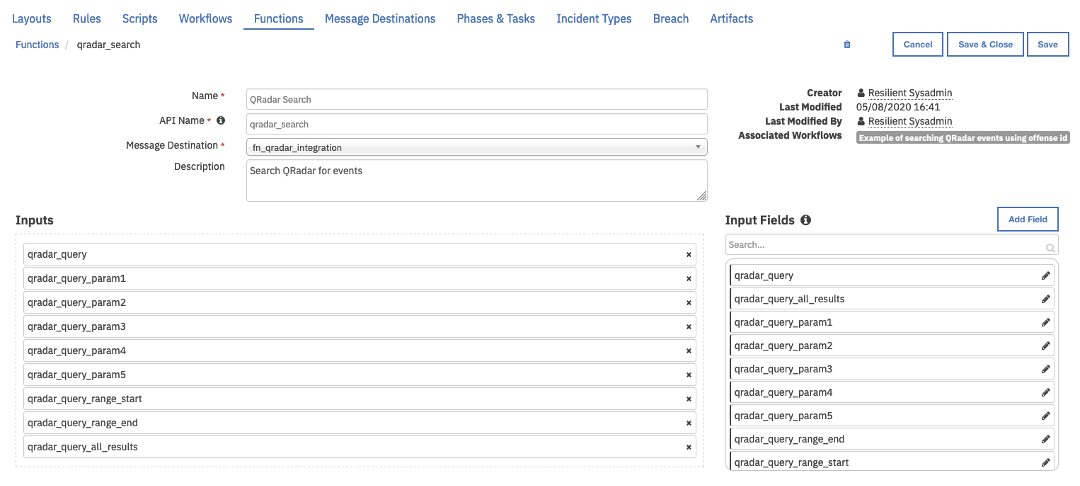 Layouts Rules Scripts Workflows Functions Message Destinations Phases & Tasks Incident Types Breach Artifacts
Functions / qradar_search
Cancel Save & Close Save
Name * QRadar Search
API Name * qradar_search
Message Destination * fn_qradar_integration
Description Search QRadar for events
Creator Resilient Sysadmin
Last Modified 05/08/2020 16:41
Last Modified By Resilient Sysadmin
Associated Workflows Example of searching QRadar events using offense id
Inputs
qradar_query
qradar_query_param1
qradar_query_param2
qradar_query_param3
qradar_query_param4
qradar_query_param5
qradar_query_range_start
qradar_query_range_end
qradar_query_all_results
Input Fields Add Field
Search...
qradar_query
qradar_query_all_results
qradar_query_param1
qradar_query_param2
qradar_query_param3
qradar_query_param4
qradar_query_param5
qradar_query_range_end
qradar_query_range_start